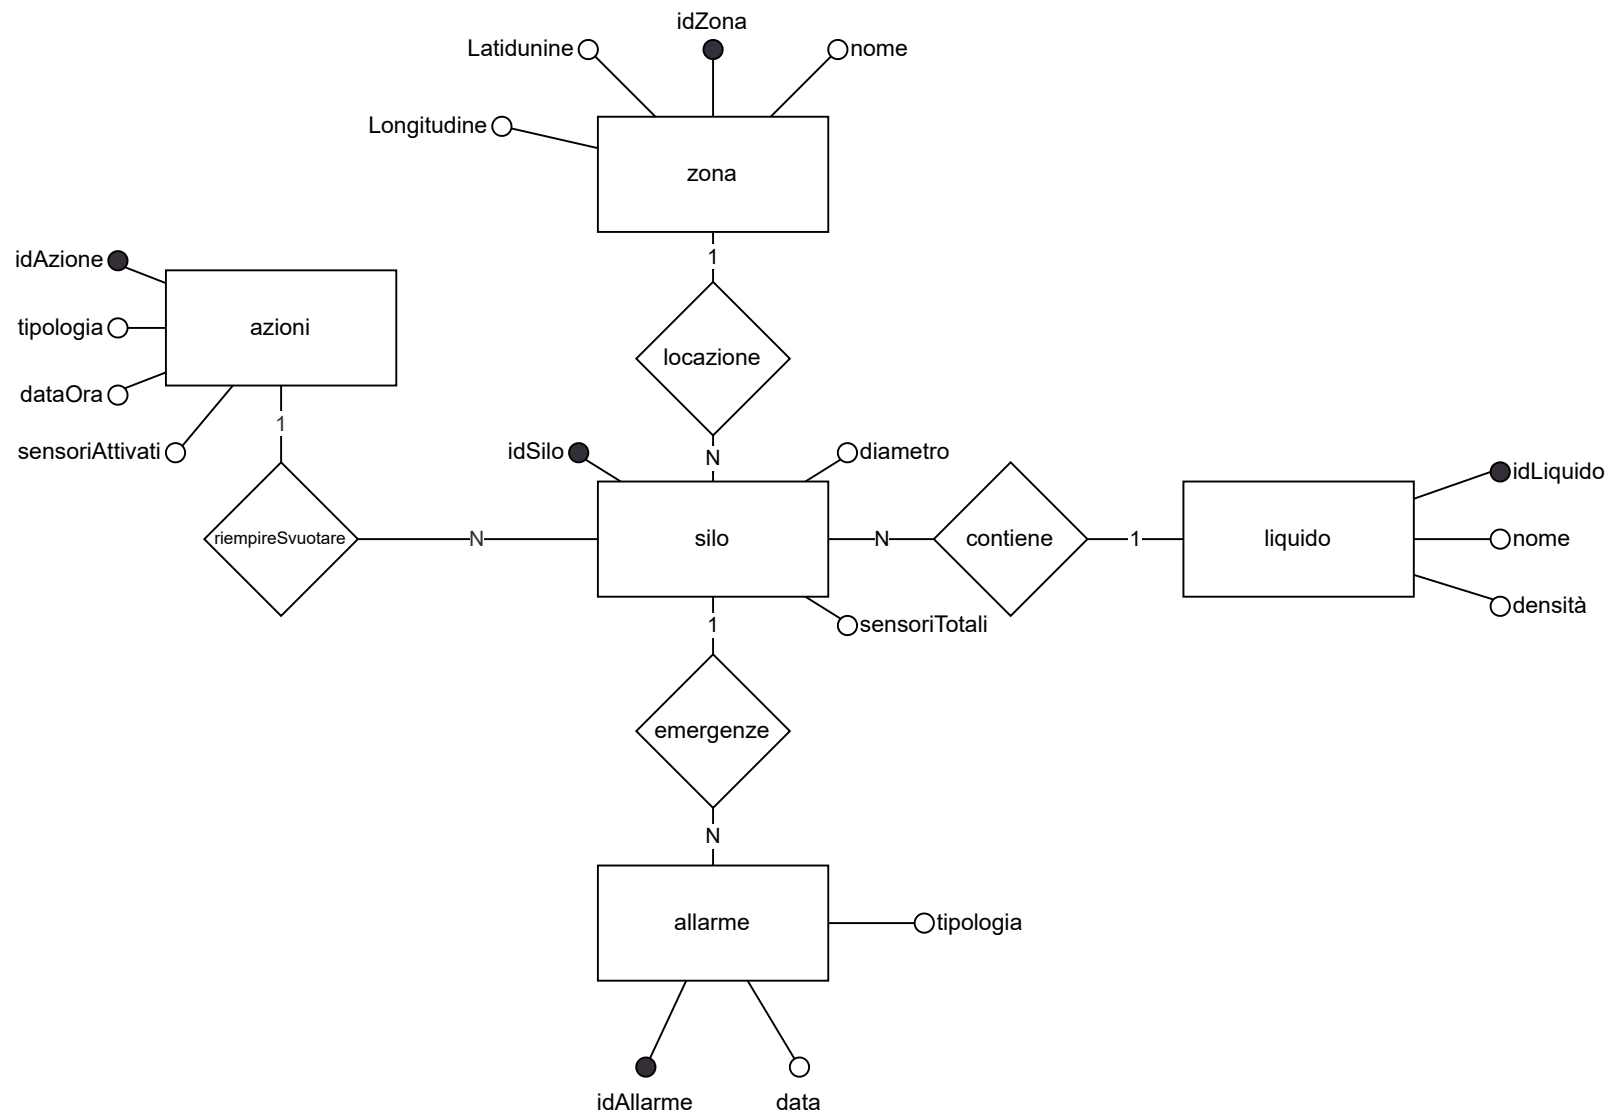 idZona
Latidunine
nome
Longitudine
zona
1
idAzione
tipologia
azioni
dataOra
locazione
1
sensoriAttivati
idSilo
N
diametro
idLiquido
riempireSvuotare
N
silo
N
contiene
1
liquido
nome
densità
1
sensoriTotali
emergenze
N
allarme
tipologia
idAllarme
data